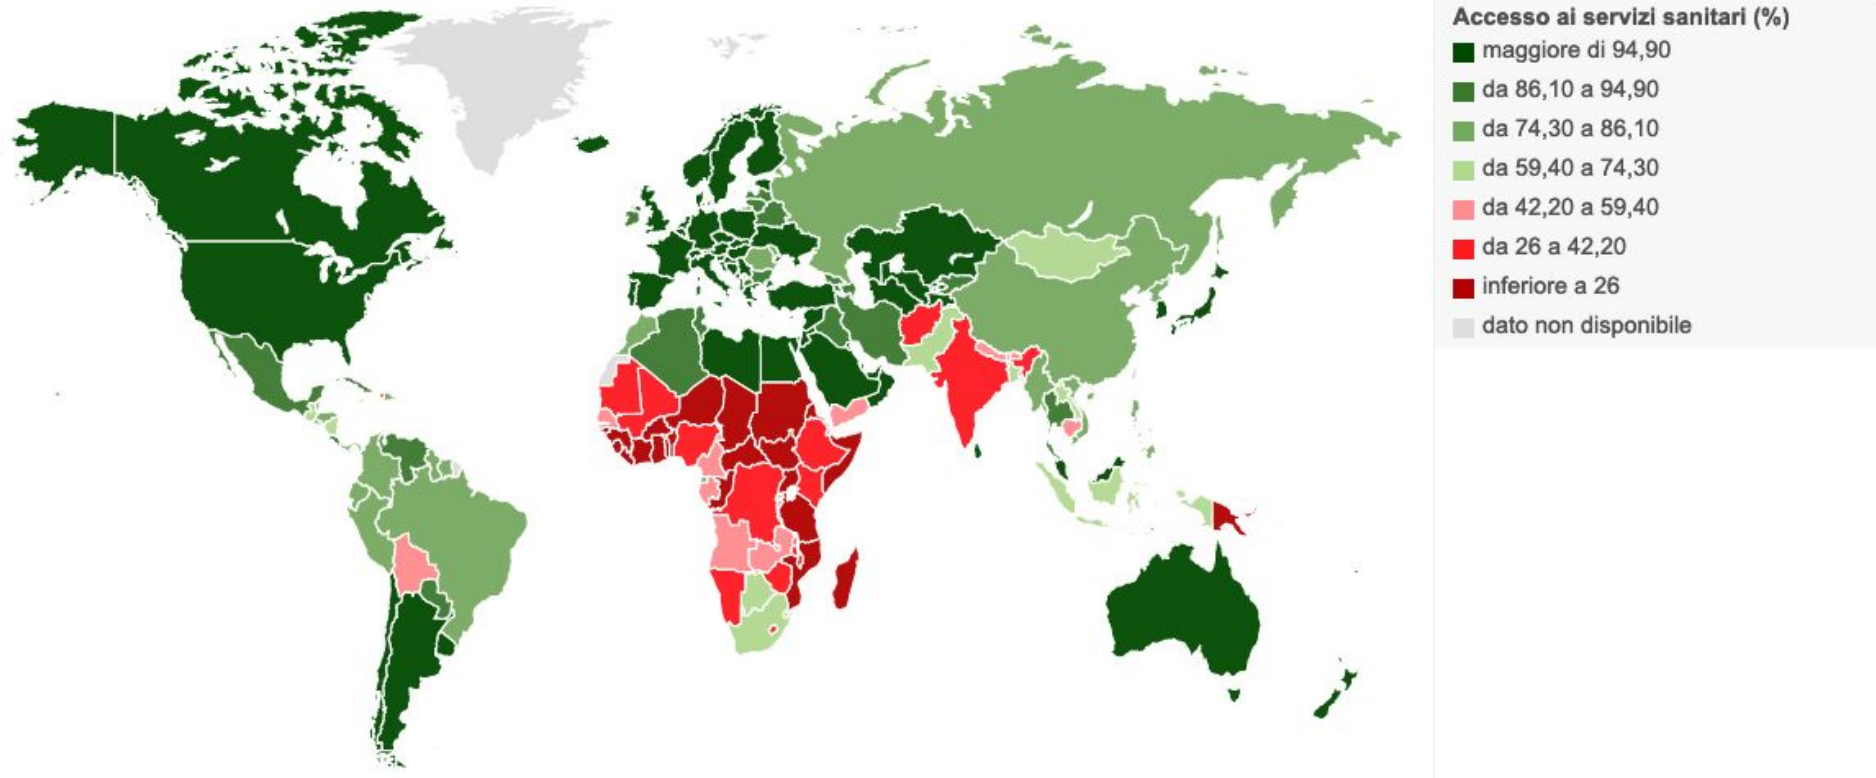 Accesso ai servizi sanitari (%)
maggiore di 94,90
da 86,10 a 94,90
da 74,30 a 86,10
da 59,40 a 74,30
da 42,20 a 59,40
da 26 a 42,20
inferiore a 26
dato non disponibile